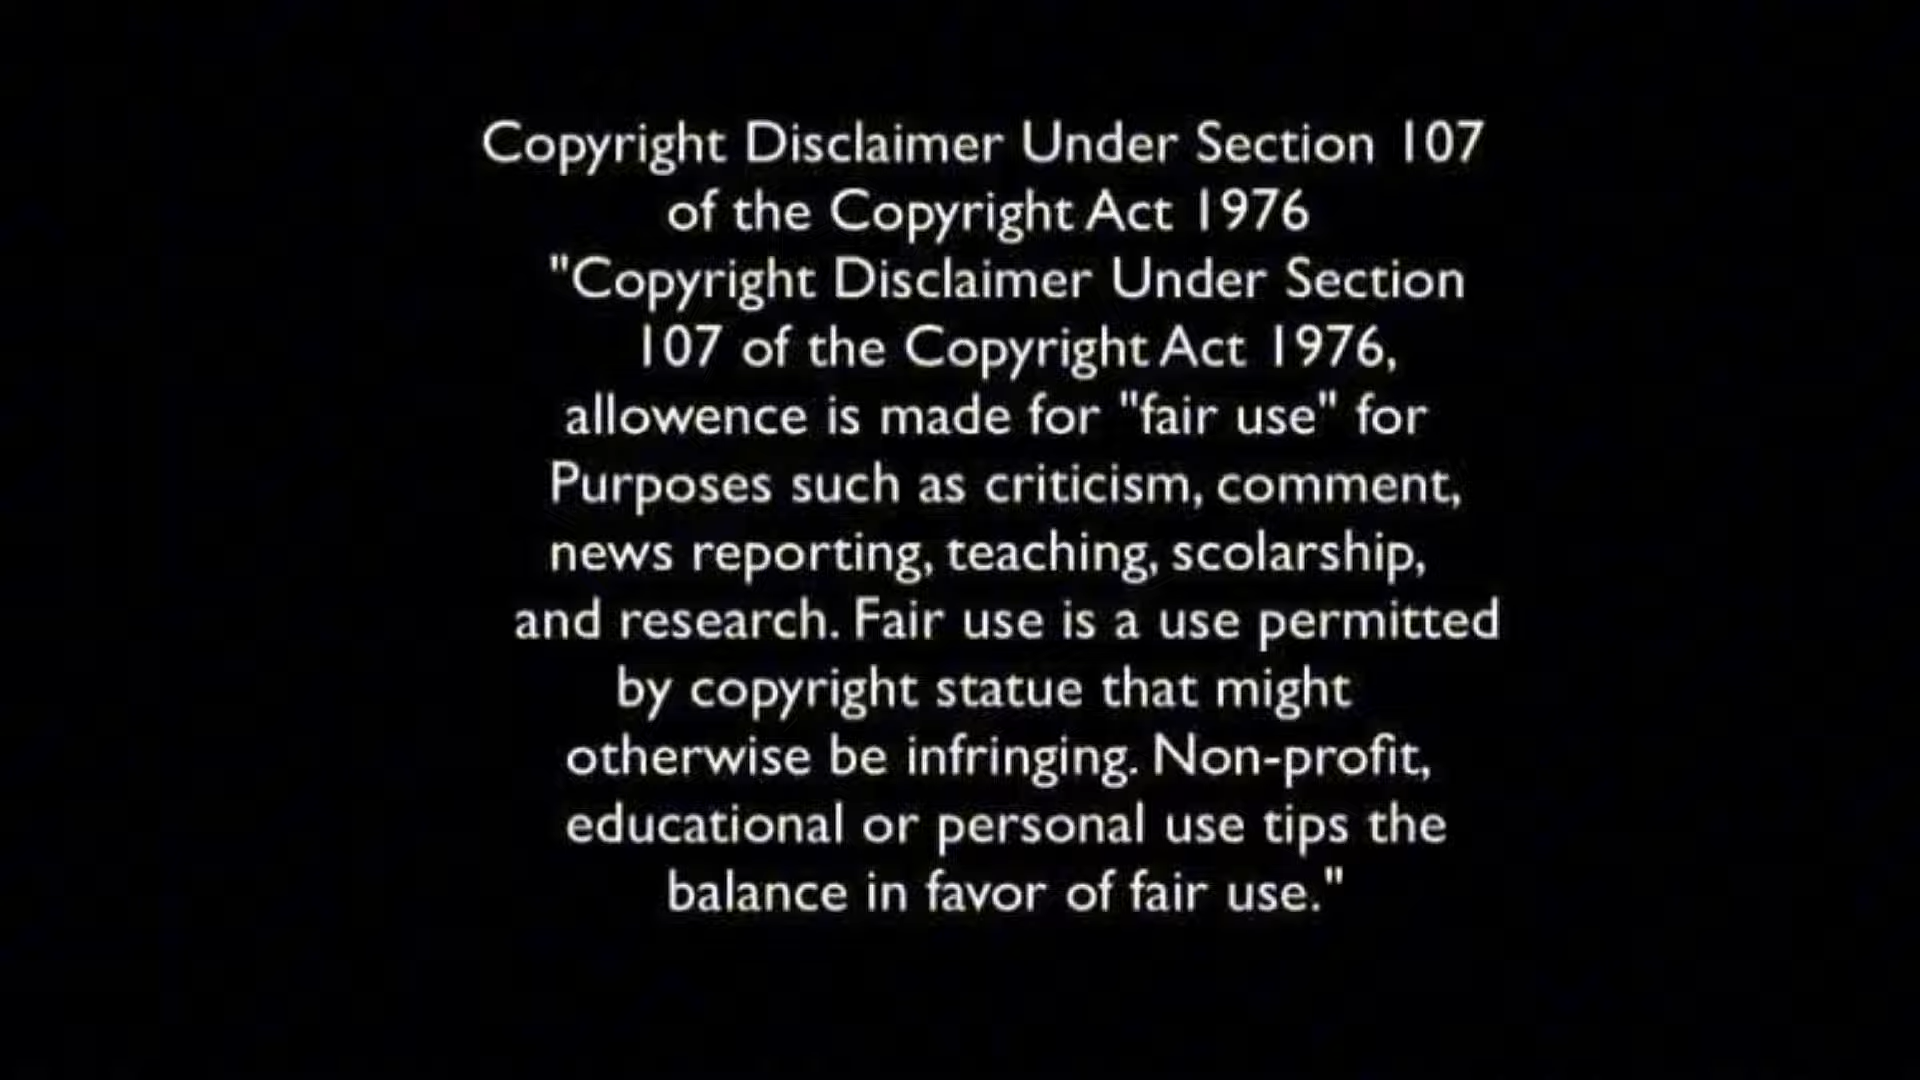 Copyright Disclaimer Under Section 107
of the Copyright Act 1976
"Copyright Disclaimer Under Section
107 of the Copyright Act 1976,
allowence is made for "fair use" for
Purposes such as criticism, comment,
news reporting, teaching, scolarship,
and research. Fair use is a use permitted
by copyright statue that might
otherwise be infringing. Non-profit,
educational or personal use tips the
balance in favor of fair use."